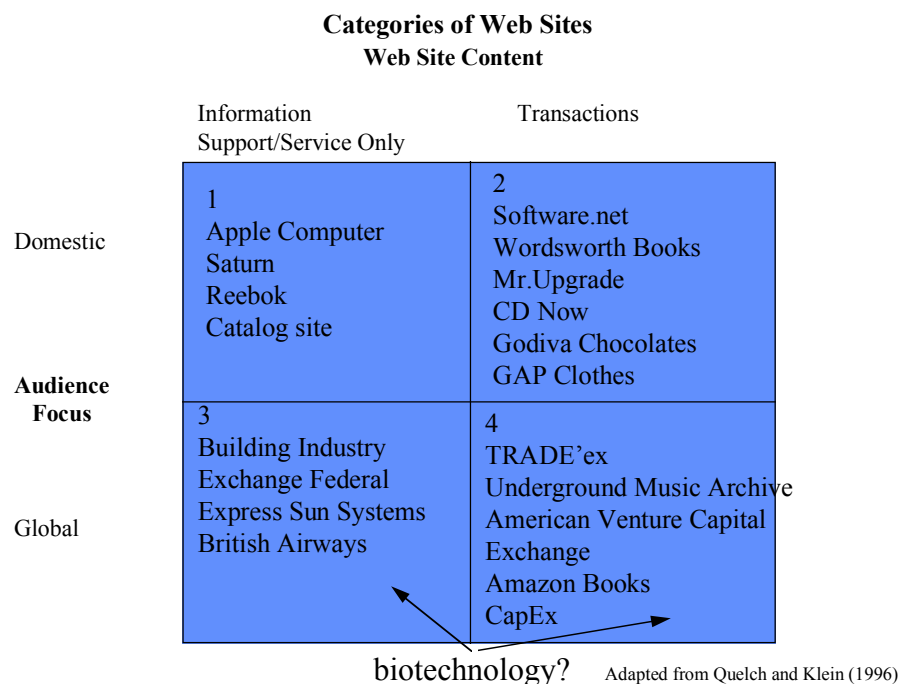 Categories of Web Sites
Web Site Content
Information
Support/Service Only
Transactions
Domestic
1
Apple Computer
Saturn
Reebok
Catalog site
2
Software.net
Wordsworth Books
Mr.Upgrade
CD Now
Godiva Chocolates
GAP Clothes
Audience
Focus
Global
3
Building Industry
Exchange Federal
Express Sun Systems
British Airways
4
TRADE’ex
Underground Music Archive
American Venture Capital
Exchange
Amazon Books
CapEx
biotechnology?
Adapted from Quelch and Klein (1996)